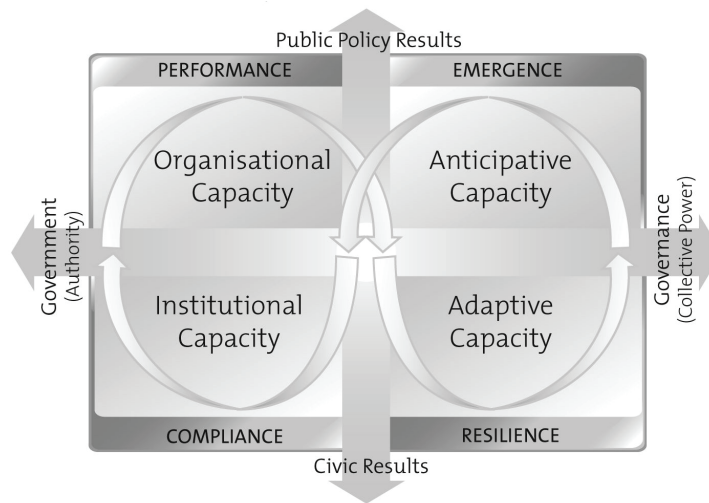 Public Policy Results
PERFORMANCE
EMERGENCE
Organisational
Capacity
Anticipative
Capacity
Government
(Authority)
Governance
(Collective Power)
Institutional
Capacity
Adaptive
Capacity
COMPLIANCE
RESILIENCE
Civic Results